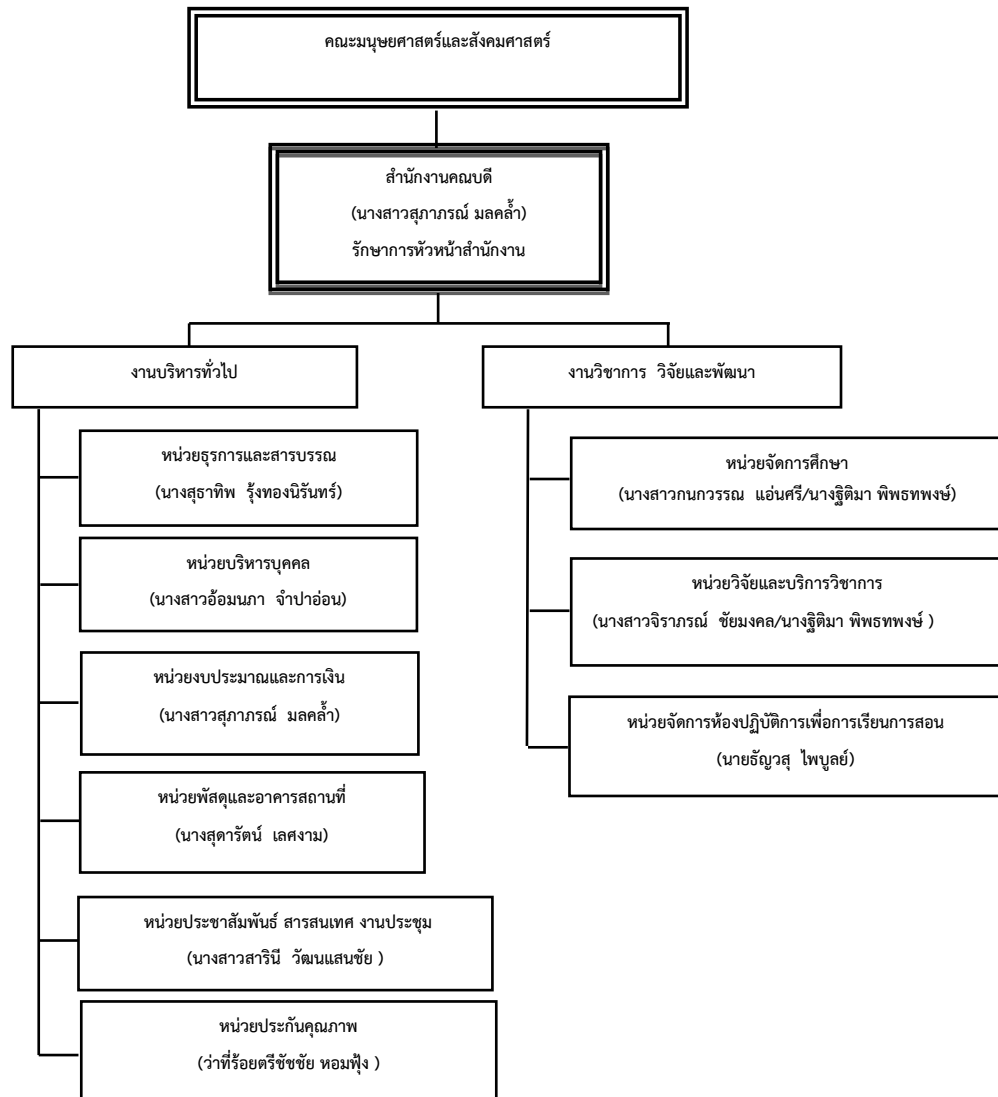 คณะมนุษยศาสตร์และสังคมศาสตร์
สำนักงานคณบดี
(นางสาวสุภาภรณ์ มลคล้ำ)
รักษาการหัวหน้าสำนักงาน
งานบริหารทั่วไป
หน่วยธุรการและสารบรรณ
(นางสุธาทิพ รุ้งทองนิรันทร์)
หน่วยบริหารบุคคล
(นางสาวอ้อมนภา จำปาอ่อน)
หน่วยงบประมาณและการเงิน
(นางสาวสุภาภรณ์ มลคล้ำ)
หน่วยพัสดุและอาคารสถานที่
(นางสุดารัตน์ เลศงาม)
หน่วยประชาสัมพันธ์ สารสนเทศ งานประชุม
(นางสาวสาริณี วัฒนแสนชัย )
หน่วยประกันคุณภาพ
(ว่าที่ร้อยตรีชัชชัย หอมฟุ้ง )
งานวิชาการ วิจัยและพัฒนา
หน่วยจัดการศึกษา
(นางสาวกนกวรรณ แอ่นศรี/นางฐิติมา พิพธทพงษ์)
หน่วยวิจัยและบริการวิชาการ
(นางสาวจิราภรณ์ ชัยมงคล/นางฐิติมา พิพธทพงษ์ )
หน่วยจัดการห้องปฏิบัติการเพื่อการเรียนการสอน
(นายธัญวสุ ไพบูลย์)